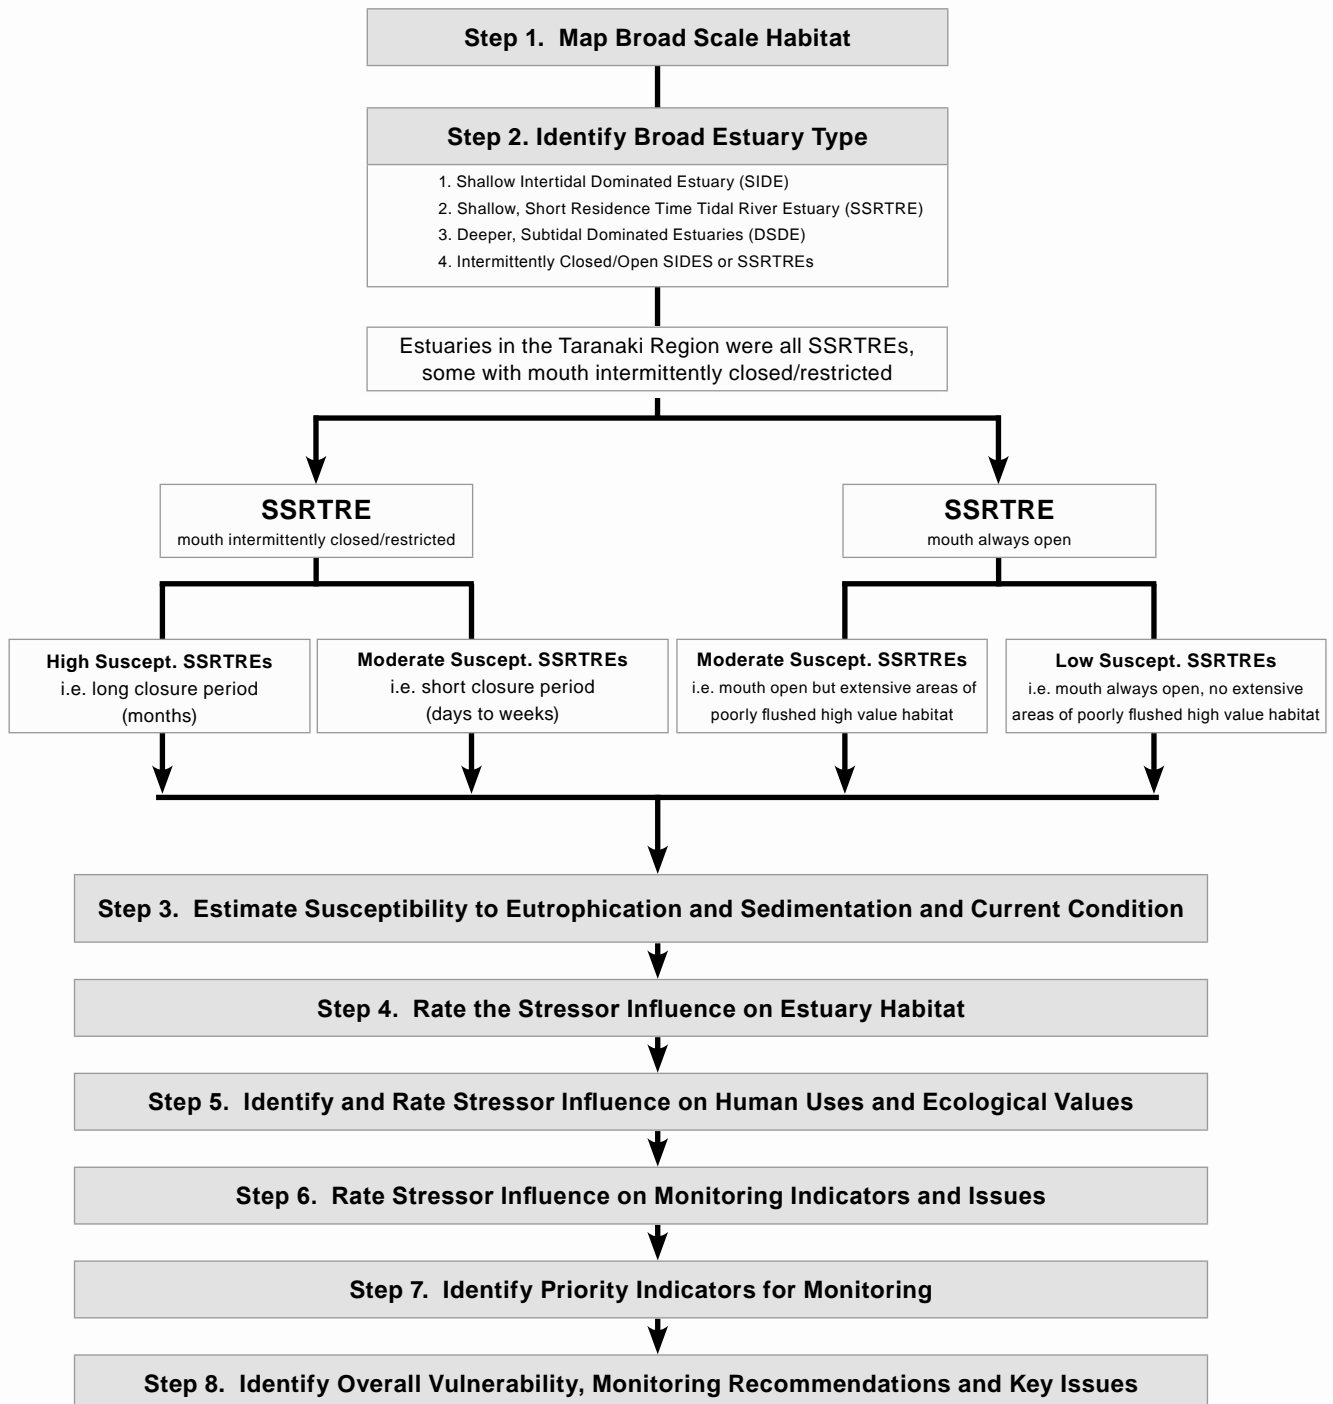 Step 1. Map Broad Scale Habitat
Step 2. Identify Broad Estuary Type
1. Shallow Intertidal Dominated Estuary (SIDE)
2. Shallow, Short Residence Time Tidal River Estuary (SSRTRE)
3. Deeper, Subtidal Dominated Estuaries (DSDE)
4. Intermittently Closed/Open SIDES or SSRTREs
Estuaries in the Taranaki Region were all SSRTREs,
some with mouth intermittently closed/restricted
SSRTRE
mouth intermittently closed/restricted
SSRTRE
mouth always open
High Suscept. SSRTREs
i.e. long closure period
(months)
Moderate Suscept. SSRTREs
i.e. short closure period
(days to weeks)
Moderate Suscept. SSRTREs
i.e. mouth open but extensive areas of
poorly flushed high value habitat
Low Suscept. SSRTREs
i.e. mouth always open, no extensive
areas of poorly flushed high value habitat
Step 3. Estimate Susceptibility to Eutrophication and Sedimentation and Current Condition
Step 4. Rate the Stressor Influence on Estuary Habitat
Step 5. Identify and Rate Stressor Influence on Human Uses and Ecological Values
Step 6. Rate Stressor Influence on Monitoring Indicators and Issues
Step 7. Identify Priority Indicators for Monitoring
Step 8. Identify Overall Vulnerability, Monitoring Recommendations and Key Issues